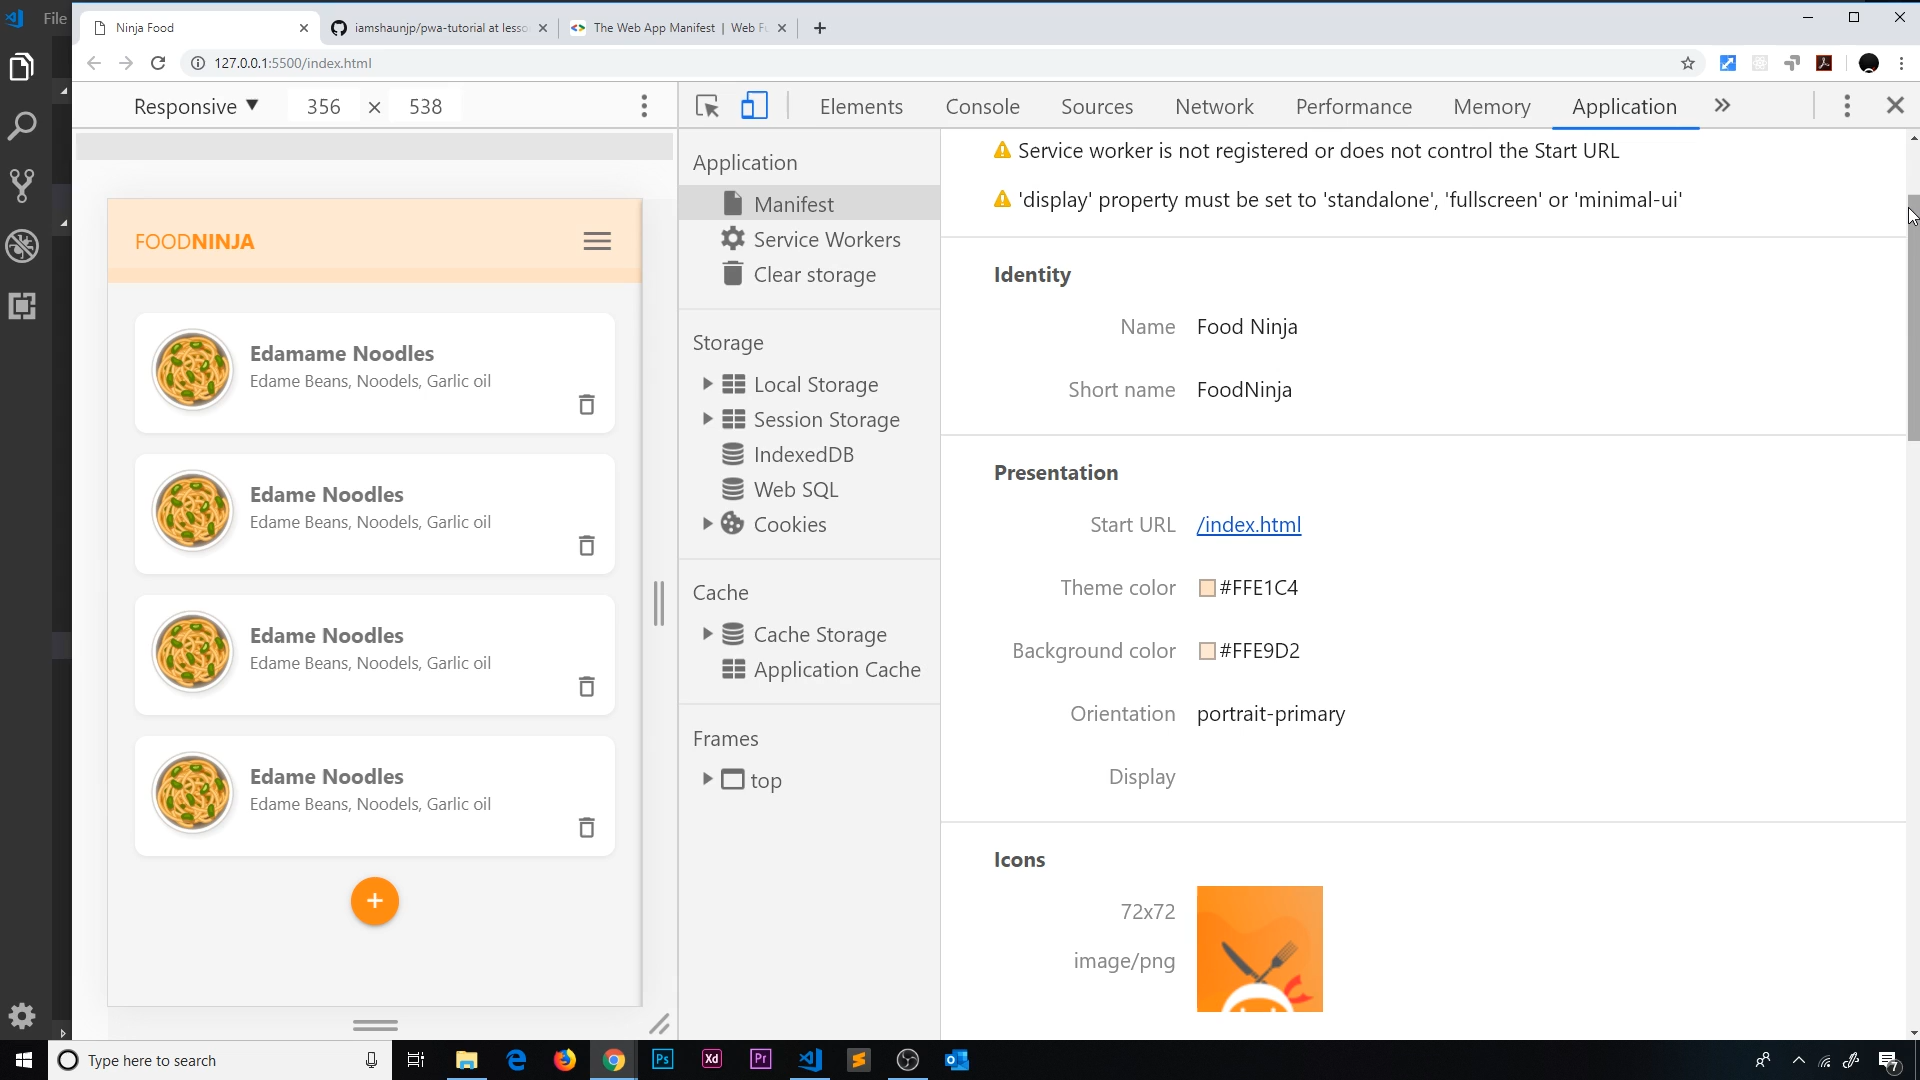 File
Ninja Food
iamshaunjp/pwa-tutorial at lesso
The Web App Manifest | Web Fu
127.0.0.1:5500/index.html
Responsive 356 × 538
Elements Console Sources Network Performance Memory Application
FOODNINJA
Edamame Noodles
Edame Beans, Noodels, Garlic oil
Edame Noodles
Edame Beans, Noodels, Garlic oil
Edame Noodles
Edame Beans, Noodels, Garlic oil
Edame Noodles
Edame Beans, Noodels, Garlic oil
+
Application
Manifest
Service Workers
Clear storage
Storage
Local Storage
Session Storage
IndexedDB
Web SQL
Cookies
Cache
Cache Storage
Application Cache
Frames
top
Service worker is not registered or does not control the Start URL
'display' property must be set to 'standalone', 'fullscreen' or 'minimal-ui'
Identity
Name Food Ninja
Short name FoodNinja
Presentation
Start URL /index.html
Theme color #FFE1C4
Background color #FFE9D2
Orientation portrait-primary
Display
Icons
72x72
image/png
Type here to search
Ps
Xd
Pr
7